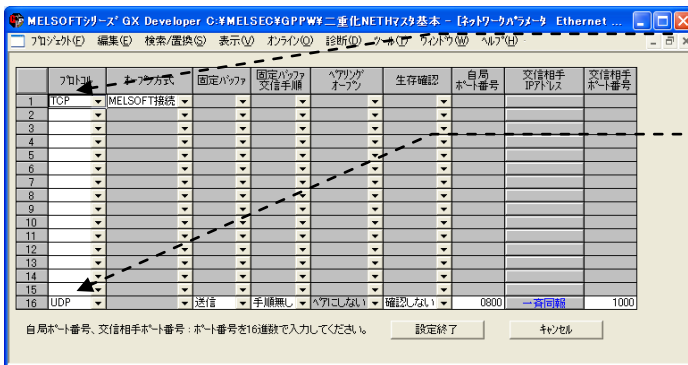 MELSOFTシリーズ GX Developer C:¥MELSEC¥GPPW¥二重化NETHマスタ基本 - [ネットワークパラメータ Ethernet ...
プロジェクト(F) 編集(E) 検索/置換(S) 表示(V) オンライン(O) 診断(D) ツール(T) ウィンドウ(W) ヘルプ(H)
プロトコル オープン方式 固定バッファ 固定バッファ交信手順 ペアリングオープン 生存確認 自局ポート番号 交信相手IPアドレス 交信相手ポート番号
1 TCP MELSOFT接続
2
3
4
5
6
7
8
9
10
11
12
13
14
15
16 UDP 送信 手順無し ペアにしない 確認しない 0800 一斉同報 1000
自局ポート番号、交信相手ポート番号：ポート番号を16進数で入力してください。 設定終了 キャンセル